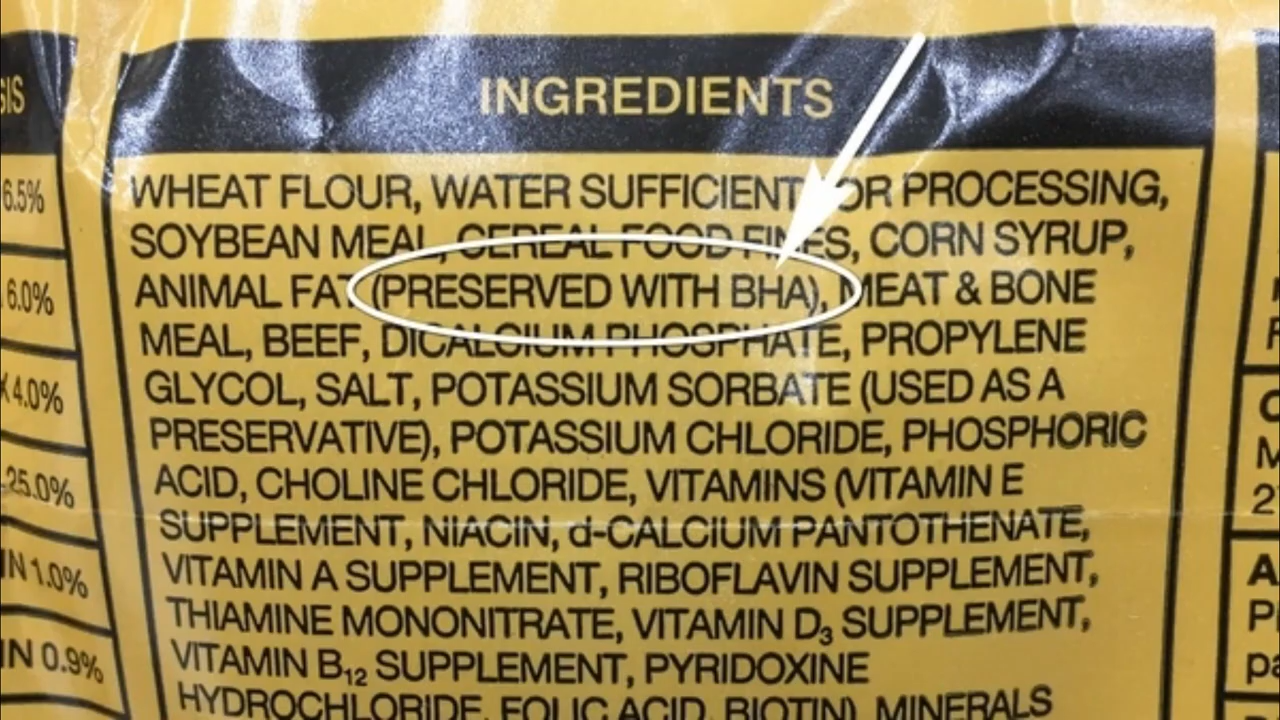 INGREDIENTS
WHEAT FLOUR, WATER SUFFICIENT FOR PROCESSING,
SOYBEAN MEAL, CEREAL FOOD FINES, CORN SYRUP,
ANIMAL FAT (PRESERVED WITH BHA), MEAT & BONE
MEAL, BEEF, DICALCIUM PHOSPHATE, PROPYLENE
GLYCOL, SALT, POTASSIUM SORBATE (USED AS A
PRESERVATIVE), POTASSIUM CHLORIDE, PHOSPHORIC
ACID, CHOLINE CHLORIDE, VITAMINS (VITAMIN E
SUPPLEMENT, NIACIN, d-CALCIUM PANTOTHENATE,
VITAMIN A SUPPLEMENT, RIBOFLAVIN SUPPLEMENT,
THIAMINE MONONITRATE, VITAMIN D3 SUPPLEMENT,
VITAMIN B12 SUPPLEMENT, PYRIDOXINE
HYDROCHLORIDE, FOLIC ACID, BIOTIN), MINERALS
6.5%
6.0%
4.0%
25.0%
1.0%
0.9%